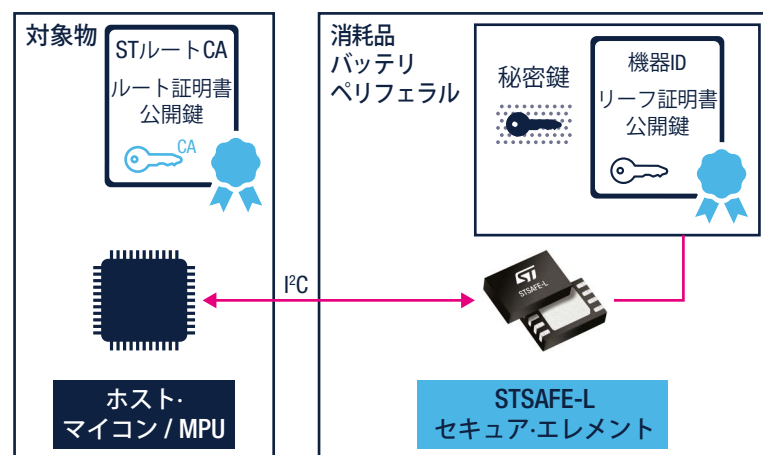 対象物
STルートCA
ルート証明書
公開鍵
CA
ホスト·
マイコン / MPU
I²C
消耗品
バッテリ
ペリフェラル
秘密鍵
機器ID
リーフ証明書
公開鍵
ST
STSAFE-L
STSAFE-L
セキュア·エレメント